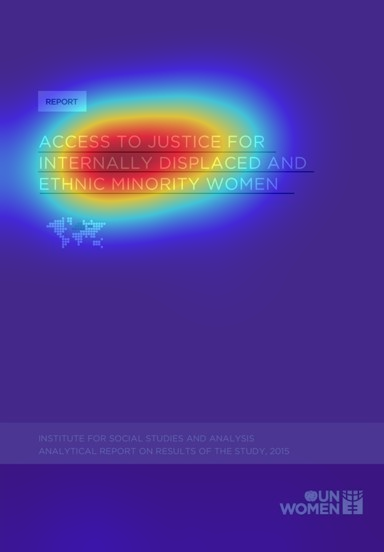 REPORT
ACCESS TO JUSTICE FOR
INTERNALLY DISPLACED AND
ETHNIC MINORITY WOMEN
INSTITUTE FOR SOCIAL STUDIES AND ANALYSIS
ANALYTICAL REPORT ON RESULTS OF THE STUDY, 2015
UN
WOMEN